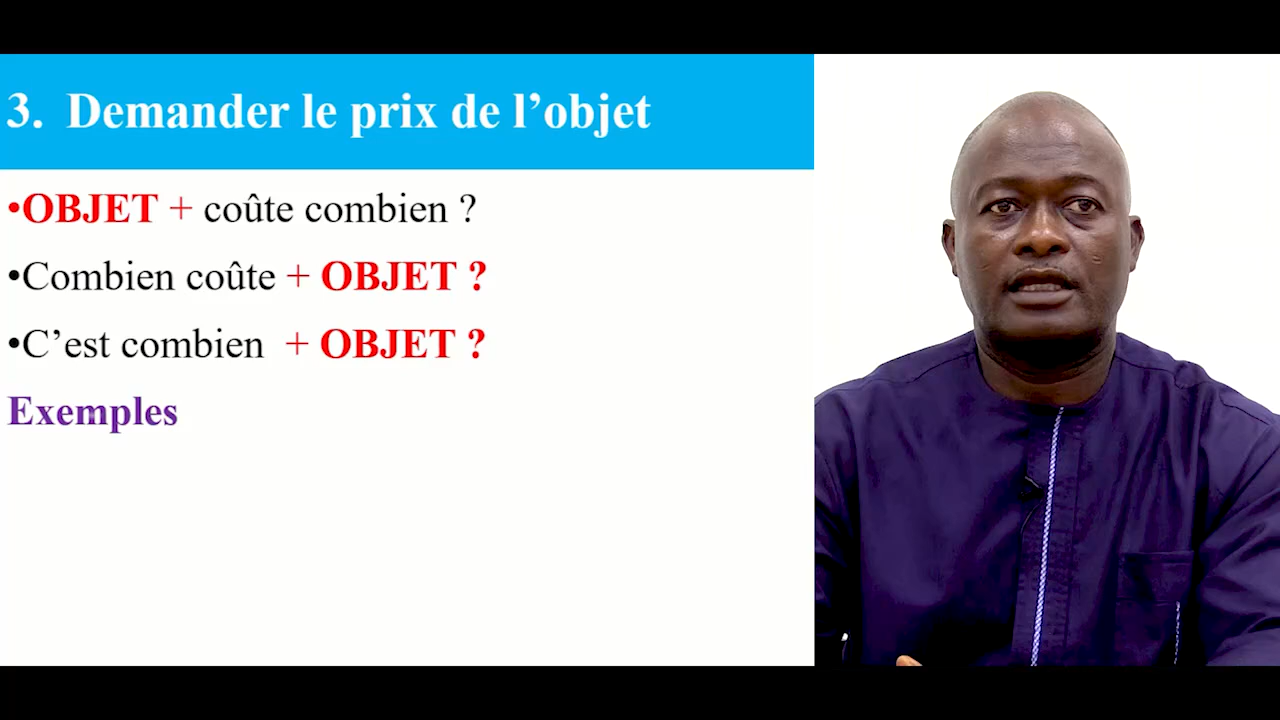 3. Demander le prix de l’objet
•OBJET + coûte combien ?
•Combien coûte + OBJET ?
•C’est combien + OBJET ?
Exemples